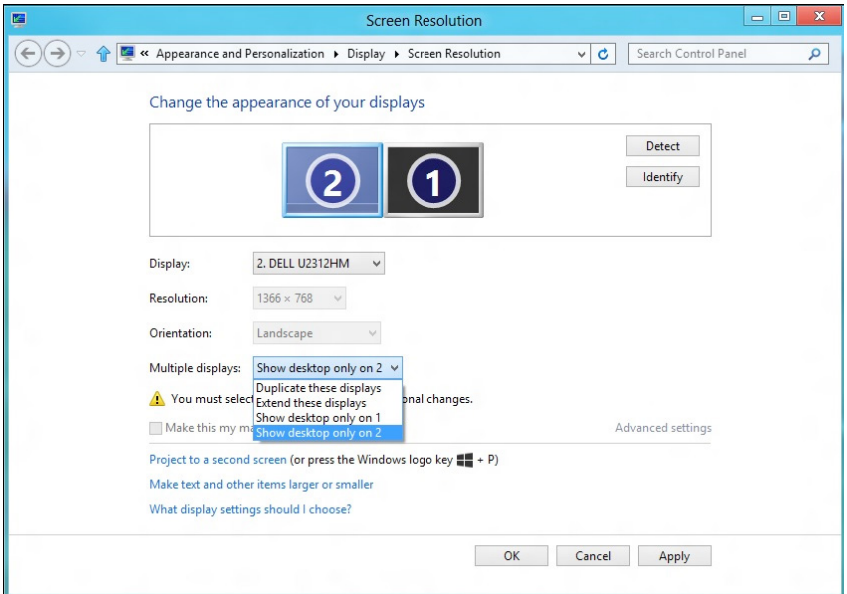 Screen Resolution
« Appearance and Personalization Display Screen Resolution Search Control Panel
Change the appearance of your displays
2 1
Detect
Identify
Display: 2. DELL U2312HM
Resolution: 1366 × 768
Orientation: Landscape
Multiple displays: Show desktop only on 2
Duplicate these displays
Extend these displays
Show desktop only on 1
Show desktop only on 2
You must select onal changes.
Make this my Advanced settings
Project to a second screen (or press the Windows logo key + P)
Make text and other items larger or smaller
What display settings should I choose?
OK Cancel Apply